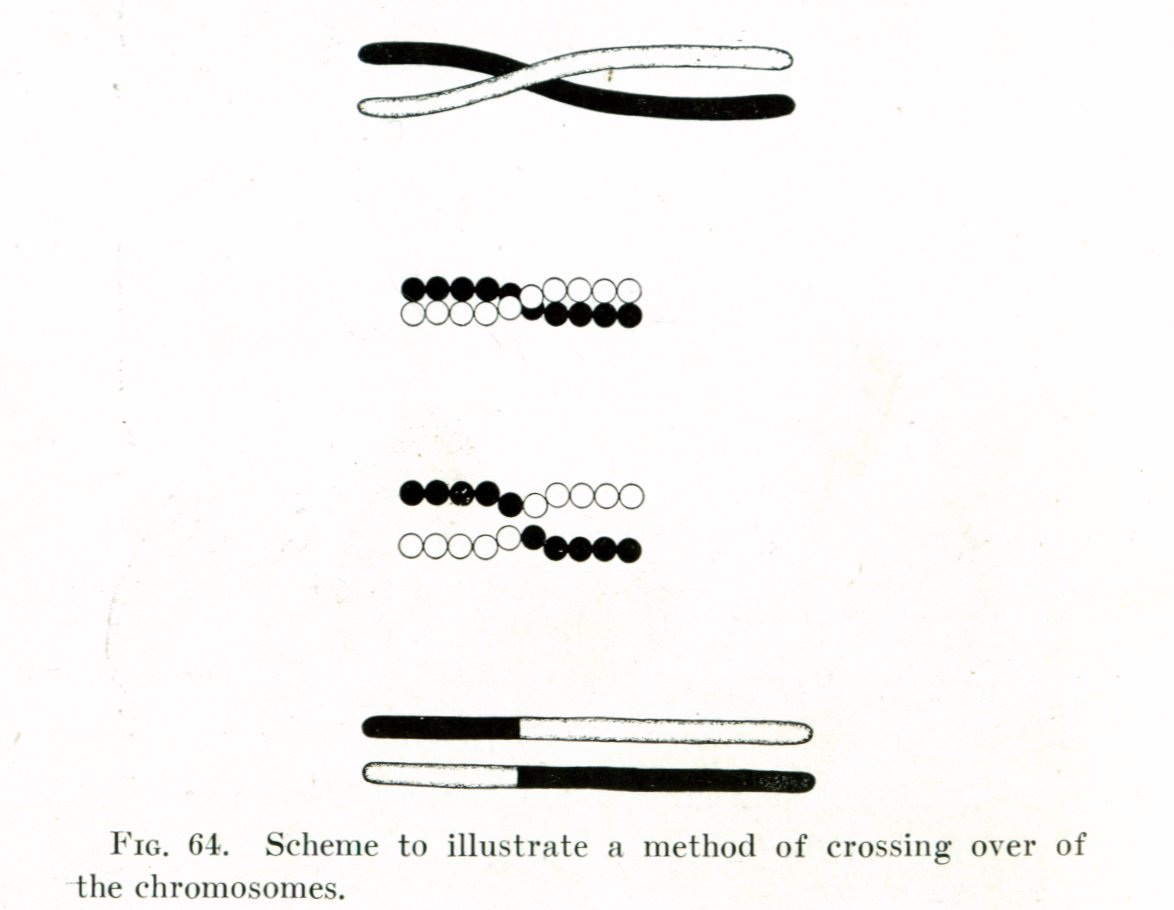 FIG. 64. Scheme to illustrate a method of crossing over of
the chromosomes.